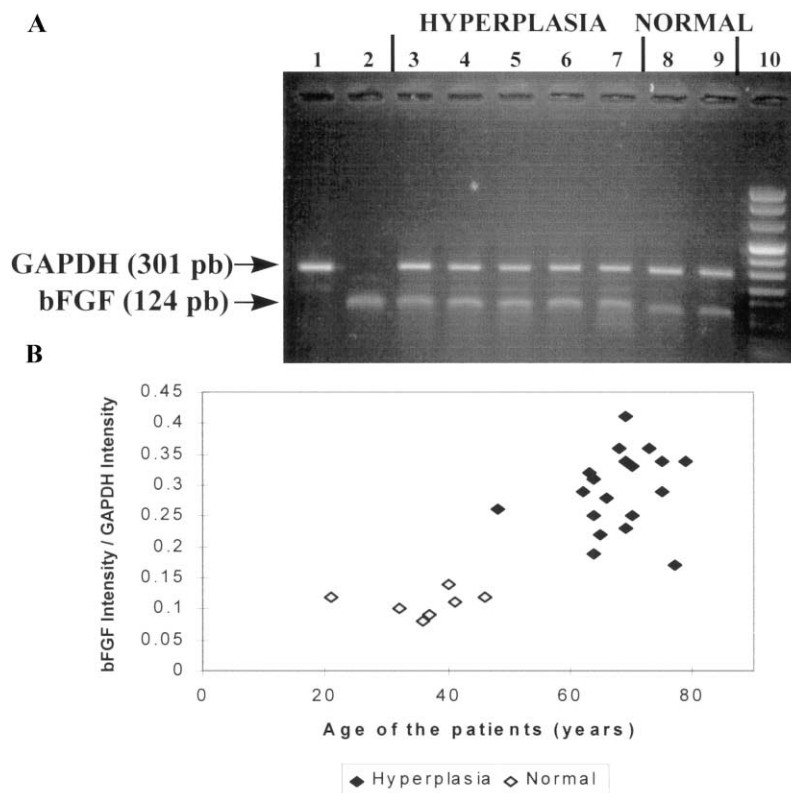 A
HYPERPLASIA NORMAL
1 2 3 4 5 6 7 8 9 10
GAPDH (301 pb)
bFGF (124 pb)
B
0.45
0.4
0.35
0.3
0.25
0.2
0.15
0.1
0.05
0
bFGF Intensity / GAPDH Intensity
0 20 40 60 80
Age of the patients (years)
Hyperplasia Normal